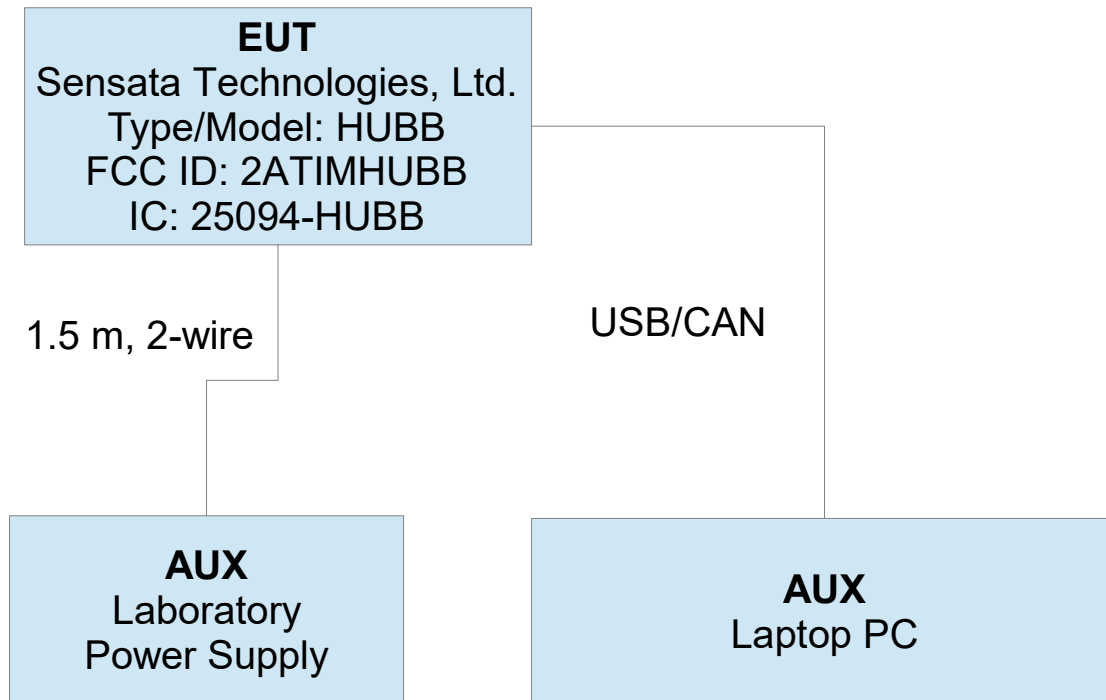 EUT
Sensata Technologies, Ltd.
Type/Model: HUBB
FCC ID: 2ATIMHUBB
IC: 25094-HUBB
1.5 m, 2-wire
USB/CAN
AUX
Laboratory
Power Supply
AUX
Laptop PC